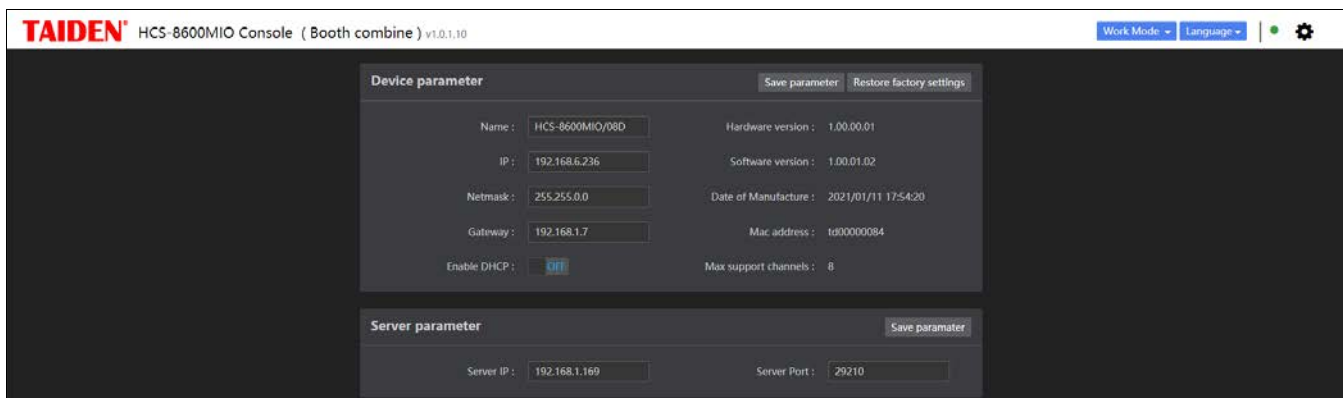 TAIDEN® HCS-8600MIO Console ( Booth combine ) v1.0.1.10 Work Mode Language
Device parameter Save parameter Restore factory settings
Name : HCS-8600MIO/08D Hardware version : 1.00.00.01
IP : 192.168.6.236 Software version : 1.00.01.02
Netmask : 255.255.0.0 Date of Manufacture : 2021/01/11 17:54:20
Gateway : 192.168.1.7 Mac address : td00000084
Enable DHCP : OFF Max support channels : 8
Server parameter Save paramater
Server IP : 192.168.1.169 Server Port : 29210